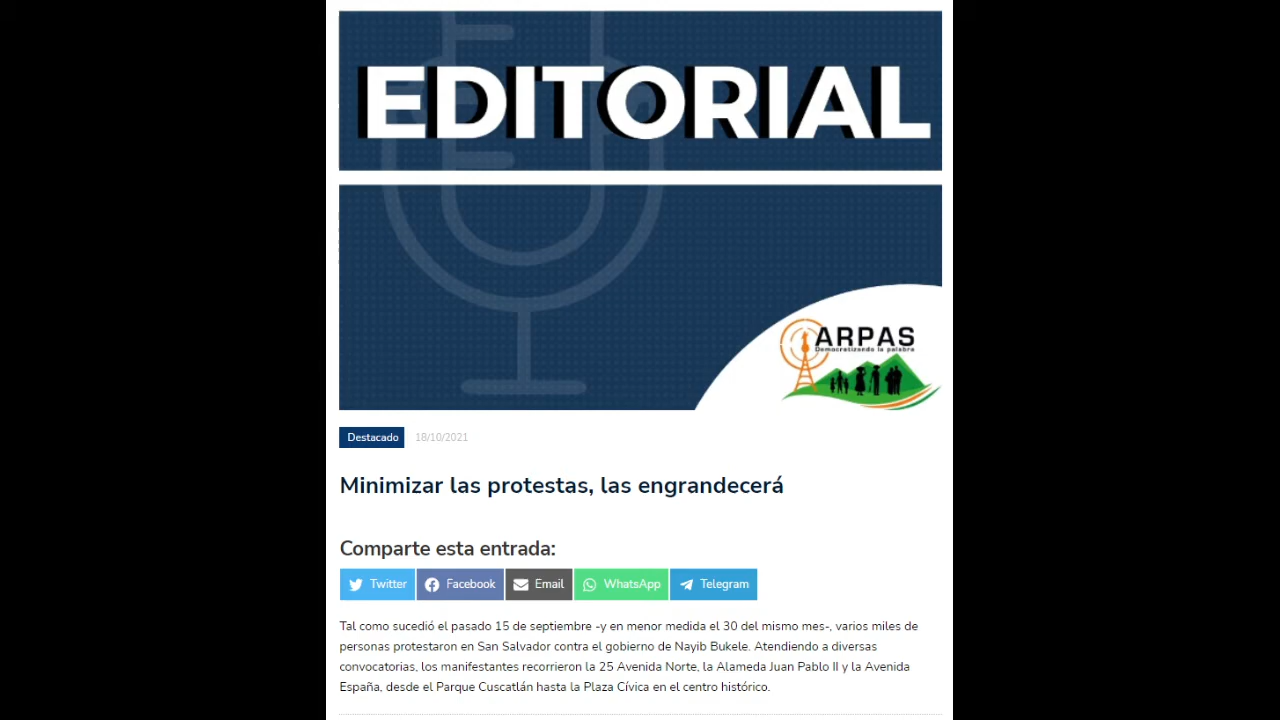 EDITORIAL
ARPAS
Democratizando la palabra
Destacado 18/10/2021
Minimizar las protestas, las engrandecerá
Comparte esta entrada:
Twitter Facebook Email WhatsApp Telegram
Tal como sucedió el pasado 15 de septiembre -y en menor medida el 30 del mismo mes-, varios miles de
personas protestaron en San Salvador contra el gobierno de Nayib Bukele. Atendiendo a diversas
convocatorias, los manifestantes recorrieron la 25 Avenida Norte, la Alameda Juan Pablo II y la Avenida
España, desde el Parque Cuscatlán hasta la Plaza Cívica en el centro histórico.